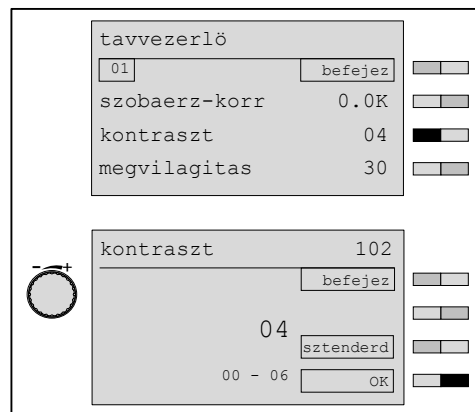 tavvezerlö
01 befejez
szobaerz-korr 0.0K
kontraszt 04
megvilagitas 30
kontraszt 102
- +
befejez
04
sztenderd
00 - 06 OK